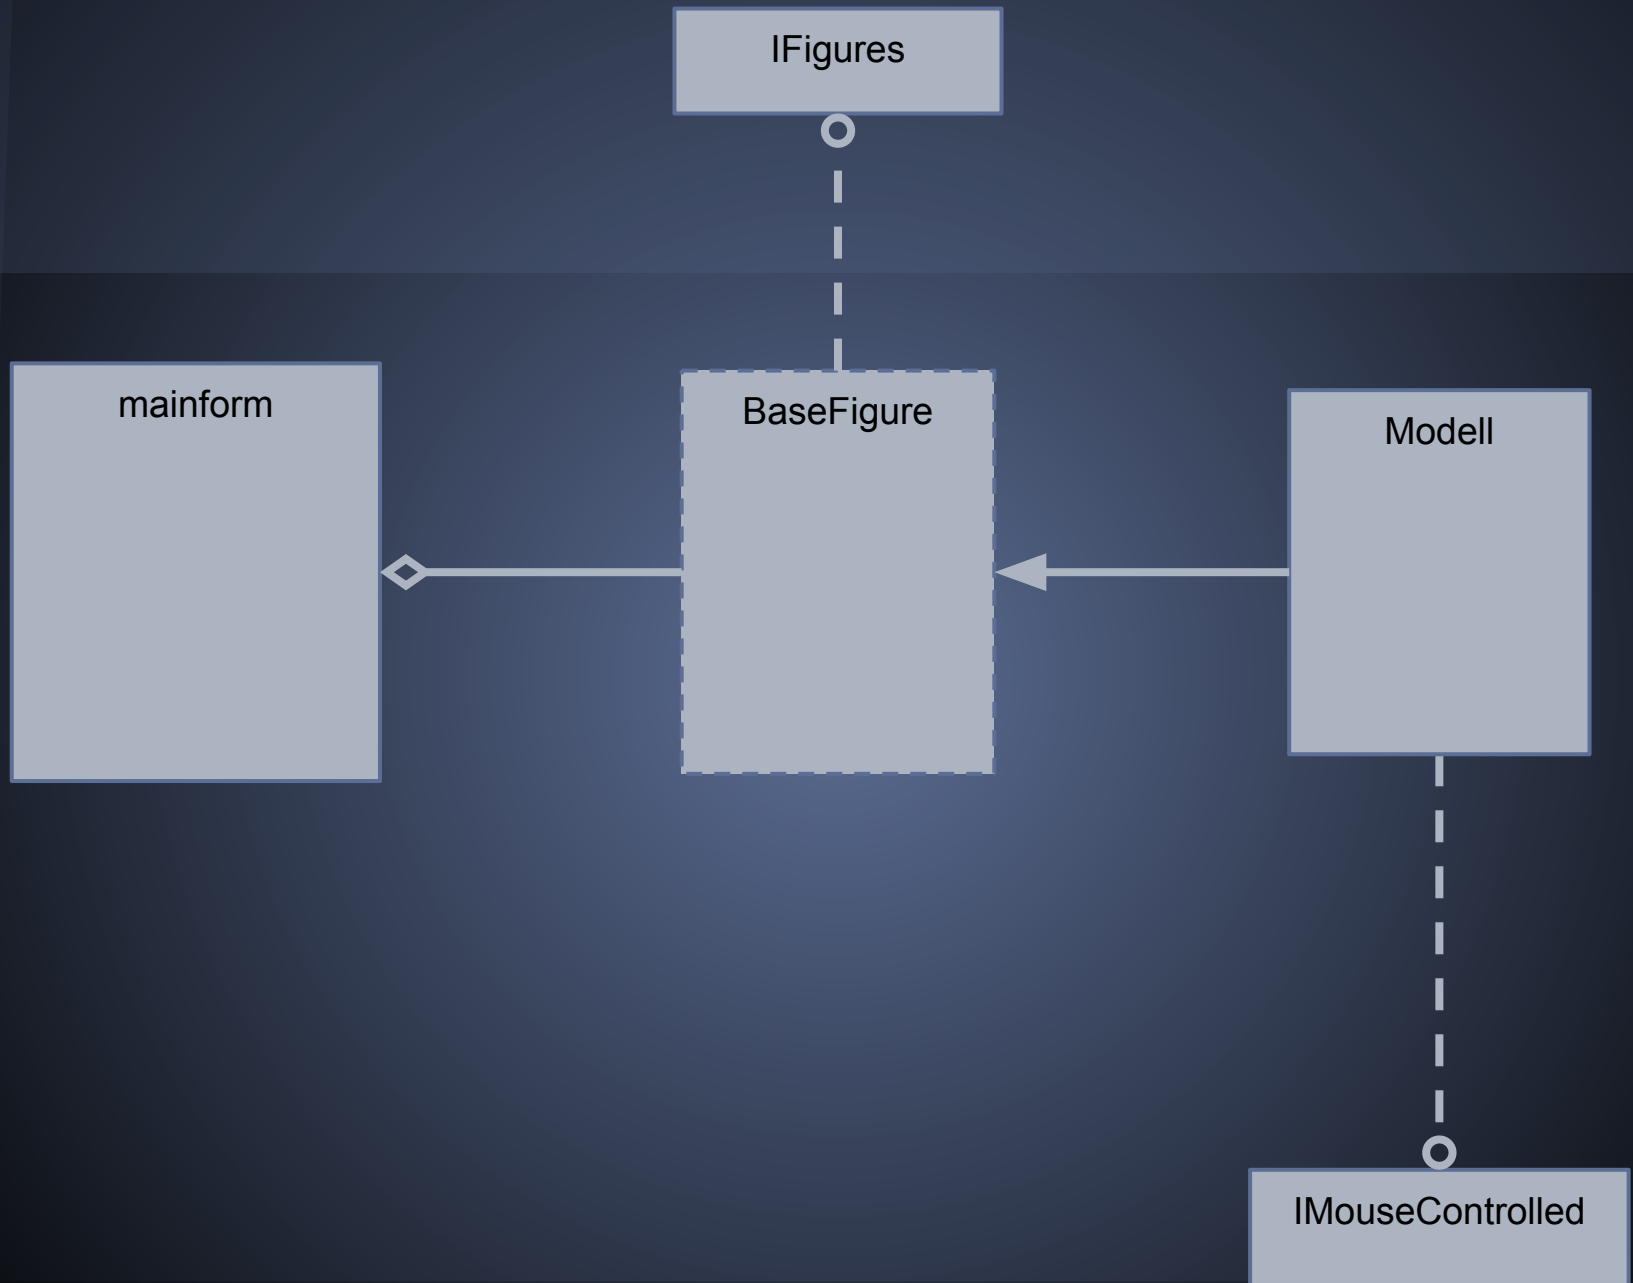 IFigures
mainform
BaseFigure
Modell
IMouseControlled